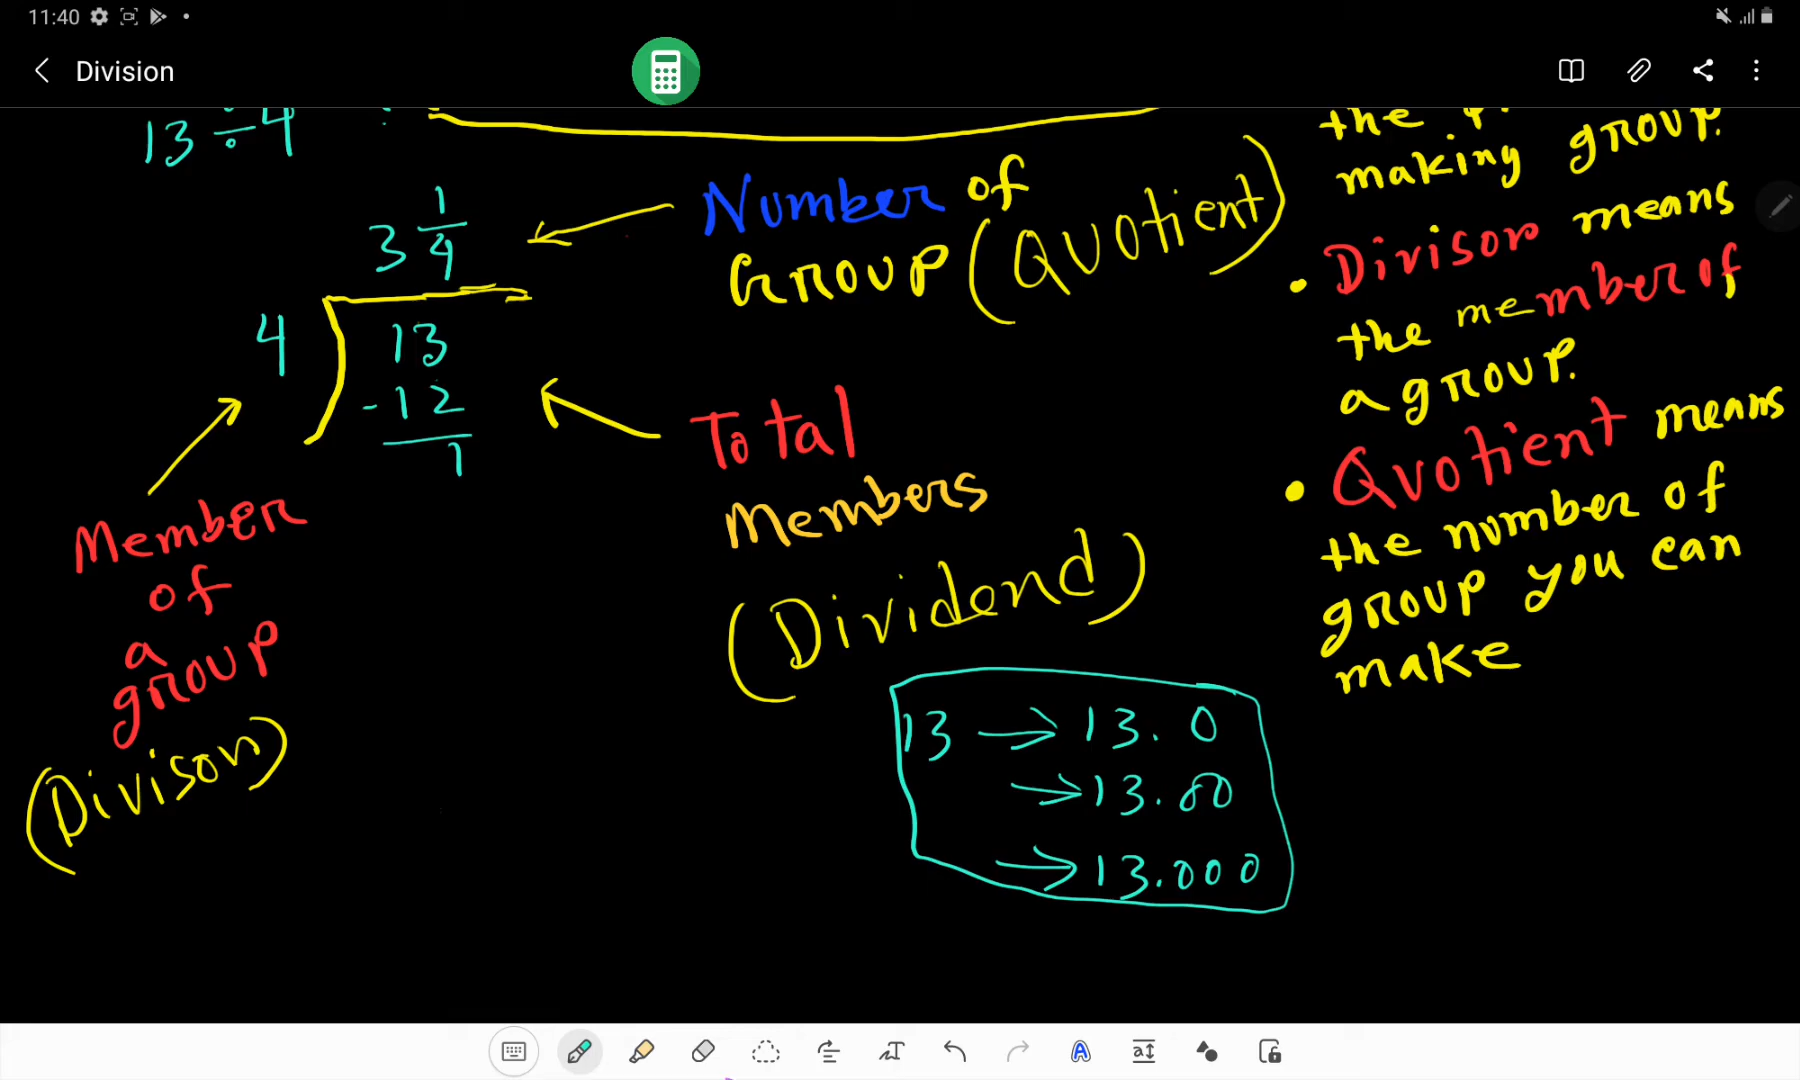 11:40
Division
13 ÷ 4
3 1/4
4 13
-12
1
Number of
Group (Quotient)
Total
Members
(Dividend)
Member
of
a
group
(Divison)
13 → 13.0
→ 13.00
→ 13.000
the
making group.
• Divisor means
the member of
a group.
• Quotient means
the number of
group you can
make